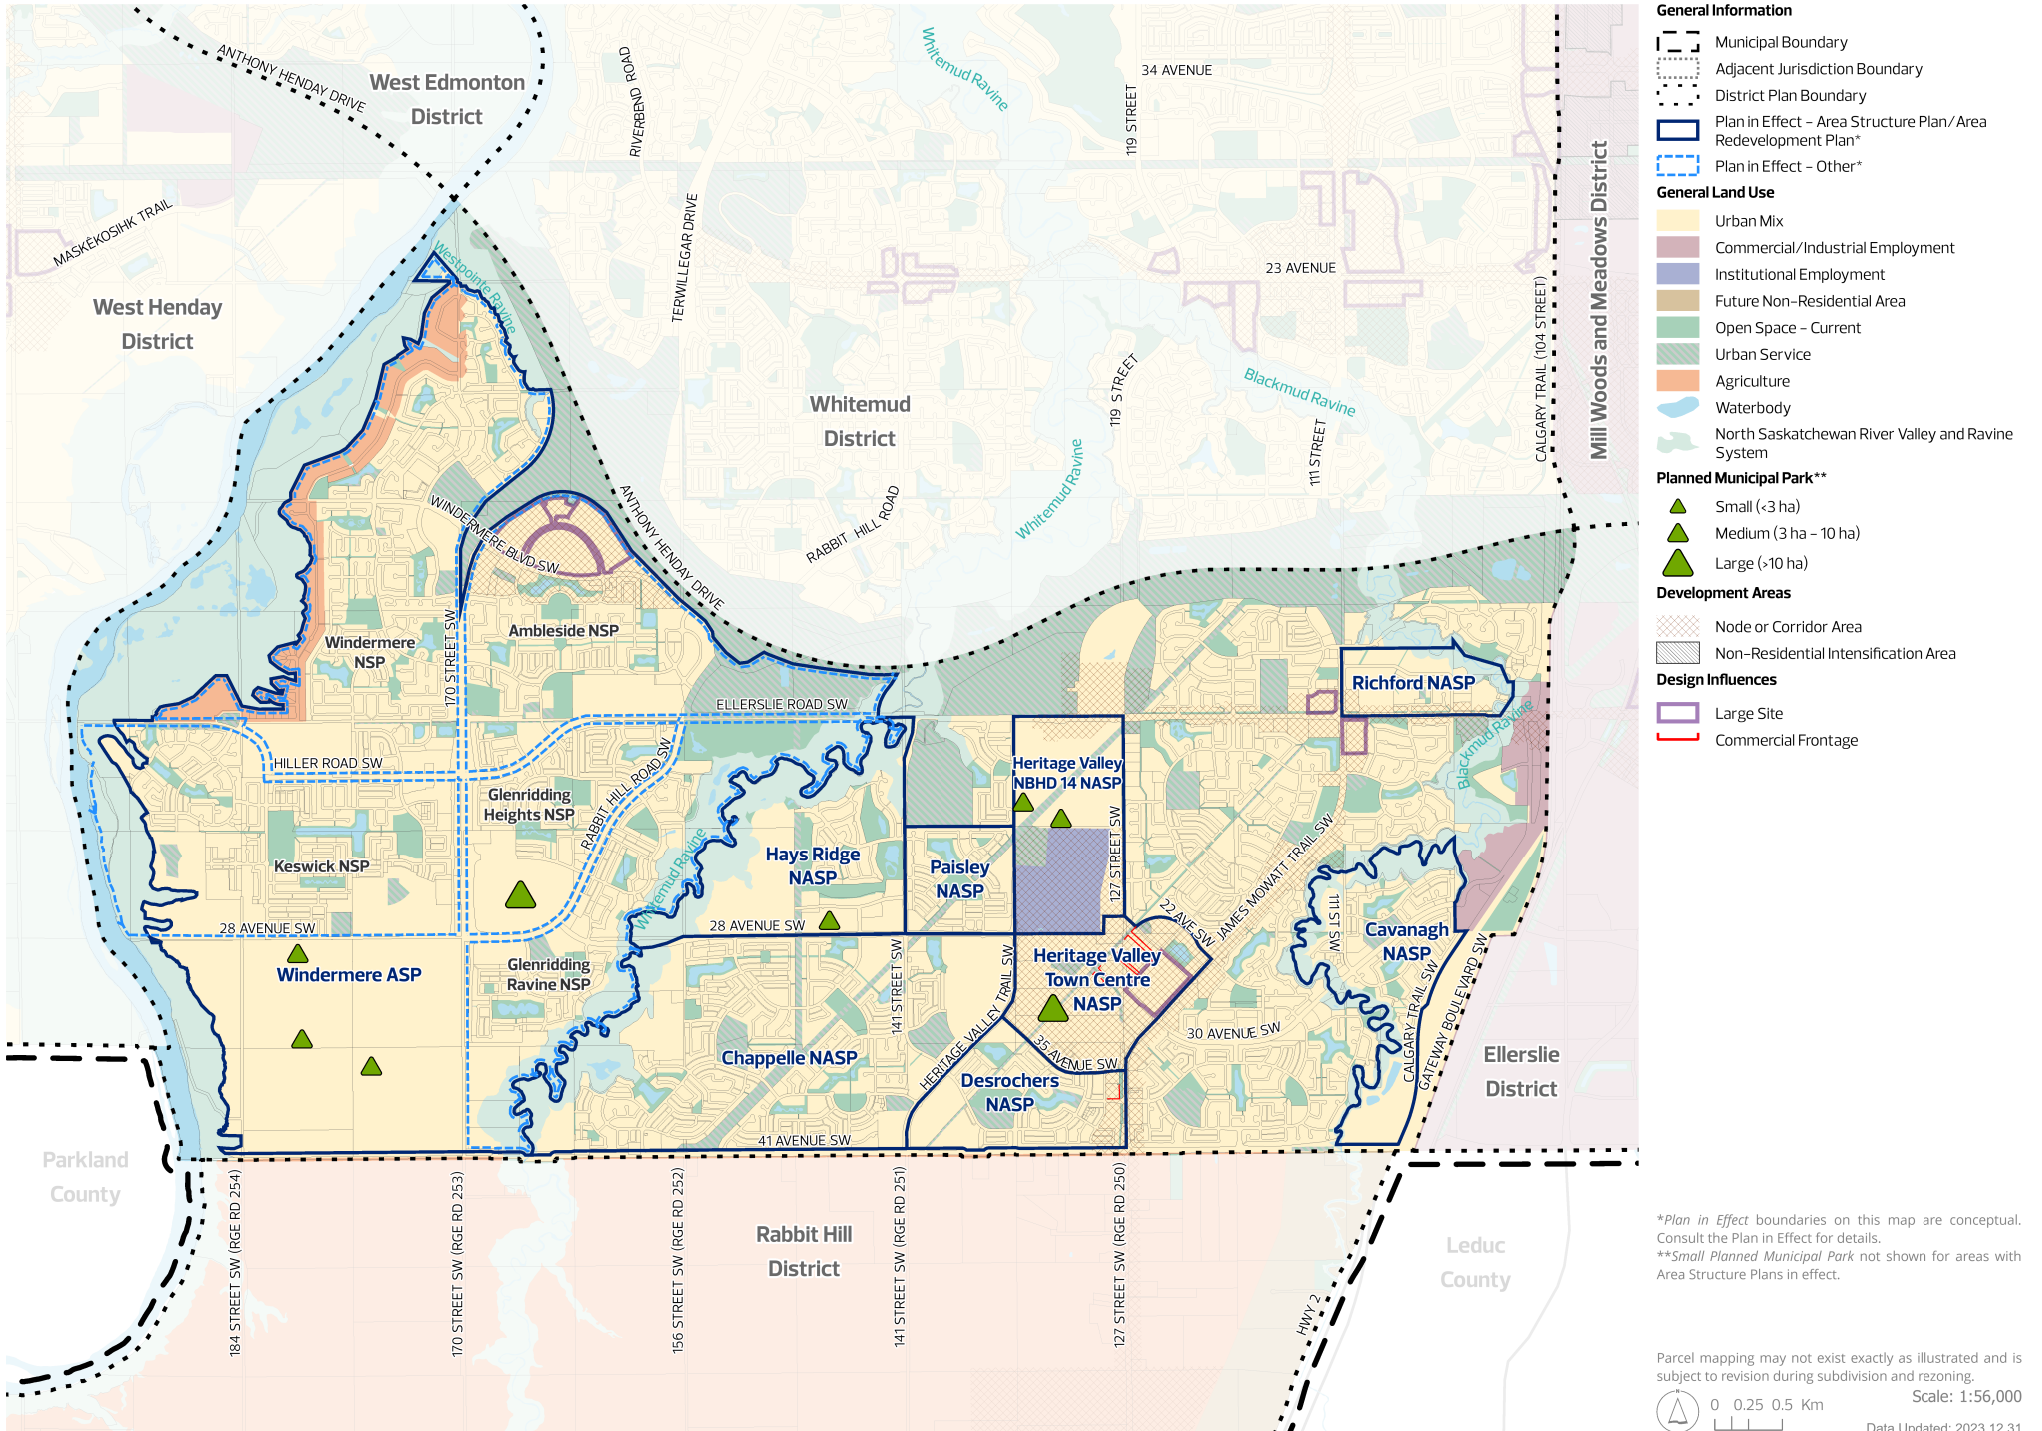 ANTHONY HENDAY DRIVE
West Edmonton
District
RIVERBEND ROAD
Whitemud Ravine
34 AVENUE
119 STREET
MASKÊKOSIHK TRAIL
West Henday
District
Westpointe Ravine
TERWILLEGAR DRIVE
23 AVENUE
CALGARY TRAIL (104 STREET)
Mill Woods and Meadows District
Whitemud
District
119 STREET
Blackmud Ravine
111 STREET
Whitemud Ravine
RABBIT HILL ROAD
WINDERMERE BLVD SW
ANTHONY HENDAY DRIVE
Windermere
NSP
170 STREET SW
Ambleside NSP
ELLERSLIE ROAD SW
Richford NASP
Blackmud Ravine
HILLER ROAD SW
Glenridding
Heights NSP
RABBIT HILL ROAD SW
Heritage Valley
NBHD 14 NASP
127 STREET SW
JAMES MOWATT TRAIL SW
Keswick NSP
Whitemud Ravine
Hays Ridge
NASP
Paisley
NASP
28 AVENUE SW
28 AVENUE SW
22 AVE SW
111 ST SW
Cavanagh
NASP
Windermere ASP
Glenridding
Ravine NSP
141 STREET SW
HERITAGE VALLEY TRAIL SW
Heritage Valley
Town Centre
NASP
30 AVENUE SW
35 AVENUE SW
CALGARY TRAIL SW
GATEWAY BOULEVARD SW
Ellerslie
District
Chappelle NASP
Desrochers
NASP
41 AVENUE SW
Parkland
County
184 STREET SW (RGE RD 254)
170 STREET SW (RGE RD 253)
156 STREET SW (RGE RD 252)
141 STREET SW (RGE RD 251)
127 STREET SW (RGE RD 250)
Rabbit Hill
District
HWY 2
Leduc
County
General Information
Municipal Boundary
Adjacent Jurisdiction Boundary
District Plan Boundary
Plan in Effect – Area Structure Plan/Area
Redevelopment Plan*
Plan in Effect – Other*
General Land Use
Urban Mix
Commercial/Industrial Employment
Institutional Employment
Future Non-Residential Area
Open Space – Current
Urban Service
Agriculture
Waterbody
North Saskatchewan River Valley and Ravine
System
Planned Municipal Park**
Small (<3 ha)
Medium (3 ha – 10 ha)
Large (>10 ha)
Development Areas
Node or Corridor Area
Non-Residential Intensification Area
Design Influences
Large Site
Commercial Frontage
*Plan in Effect boundaries on this map are conceptual.
Consult the Plan in Effect for details.
**Small Planned Municipal Park not shown for areas with
Area Structure Plans in effect.
Parcel mapping may not exist exactly as illustrated and is
subject to revision during subdivision and rezoning.
Scale: 1:56,000
N
0 0.25 0.5 Km
Data Updated: 2023.12.31